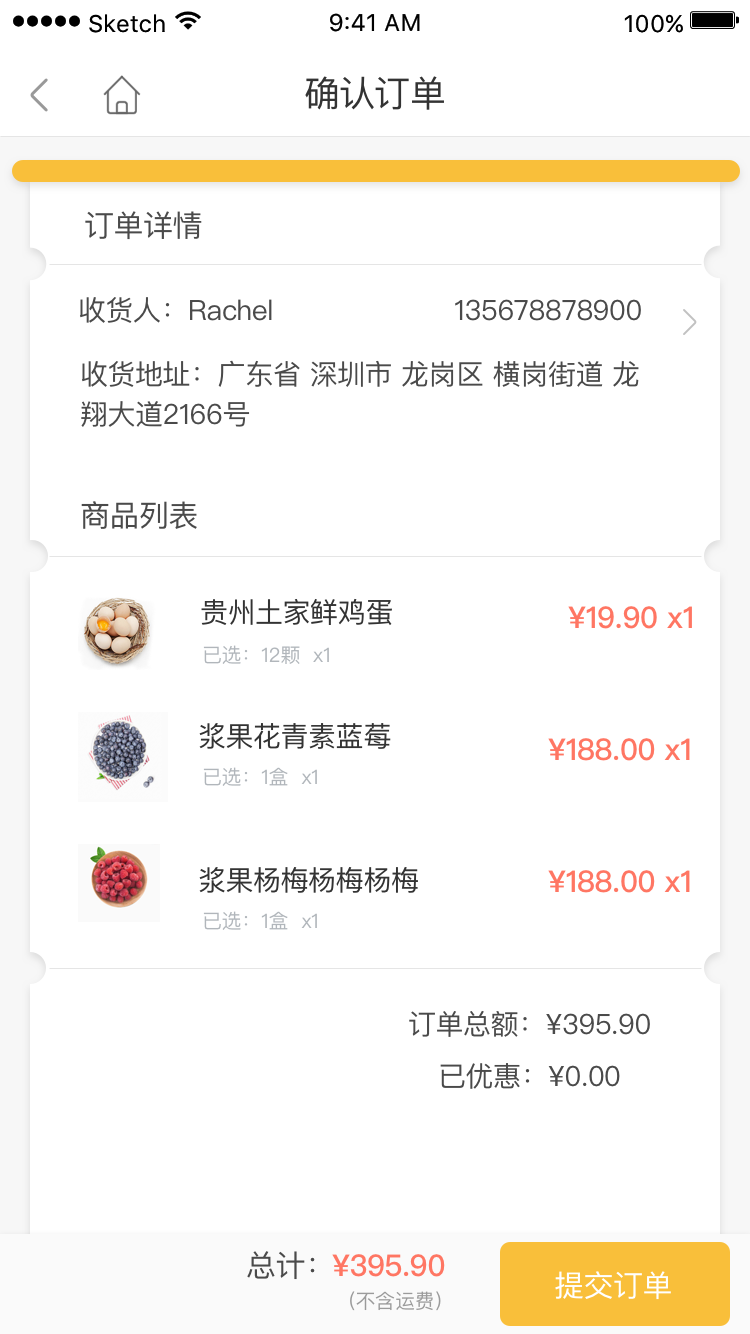 Sketch 9:41 AM 100%
确认订单
订单详情
收货人：Rachel 135678878900
收货地址：广东省 深圳市 龙岗区 横岗街道 龙
翔大道2166号
商品列表
贵州土家鲜鸡蛋 ¥19.90 x1
已选：12颗 x1
浆果花青素蓝莓 ¥188.00 x1
已选：1盒 x1
浆果杨梅杨梅杨梅 ¥188.00 x1
已选：1盒 x1
订单总额：¥395.90
已优惠：¥0.00
总计：¥395.90
(不含运费)
提交订单